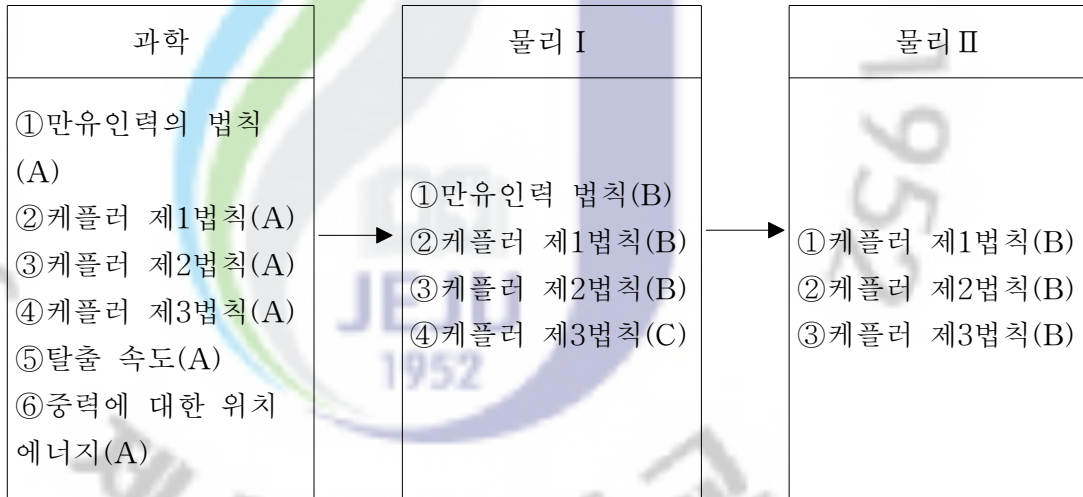 과학
①만유인력의 법칙
(A)
②케플러 제1법칙(A)
③케플러 제2법칙(A)
④케플러 제3법칙(A)
⑤탈출 속도(A)
⑥중력에 대한 위치
에너지(A)
물리Ⅰ
①만유인력 법칙(B)
②케플러 제1법칙(B)
③케플러 제2법칙(B)
④케플러 제3법칙(C)
물리Ⅱ
①케플러 제1법칙(B)
②케플러 제2법칙(B)
③케플러 제3법칙(B)
JEJU
1952
1952